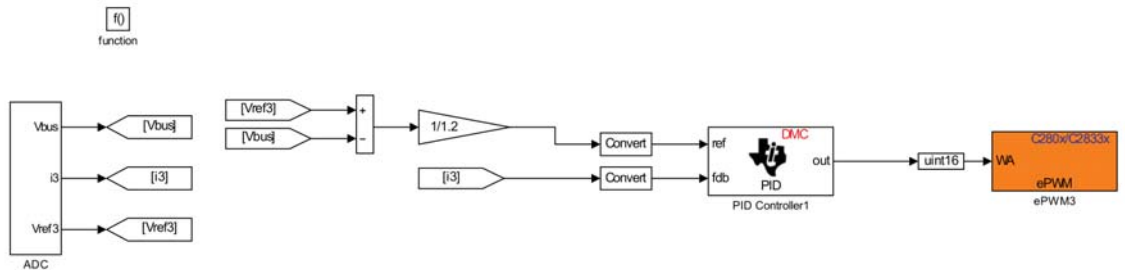 f()
function
Vbus
[Vbus]
i3
[i3]
Vref3
[Vref3]
ADC
[Vref3]
[Vbus]
+
−
1/1.2
[i3]
Convert
Convert
ref
fdb
DMC
ti
out
PID
PID Controller1
uint16
C280x/C2833x
WA
ePWM
ePWM3